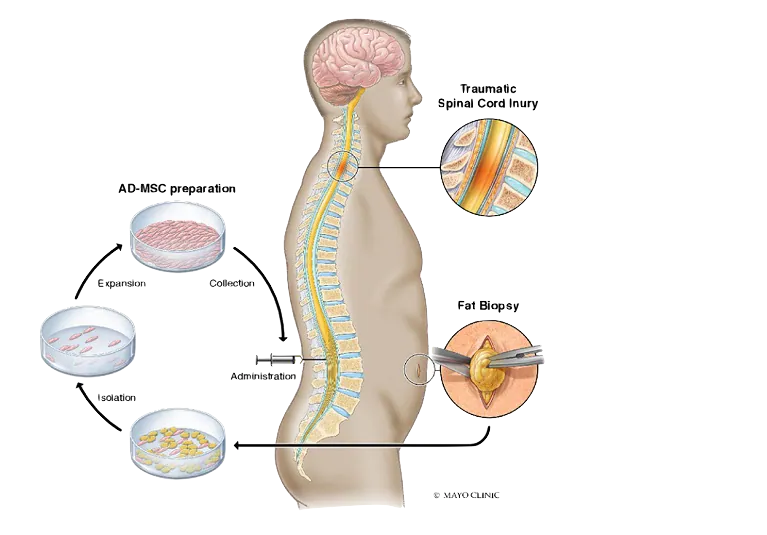 Traumatic
Spinal Cord Inury
AD-MSC preparation
Expansion
Collection
Fat Biopsy
Administration
Isolation
© MAYO CLINIC